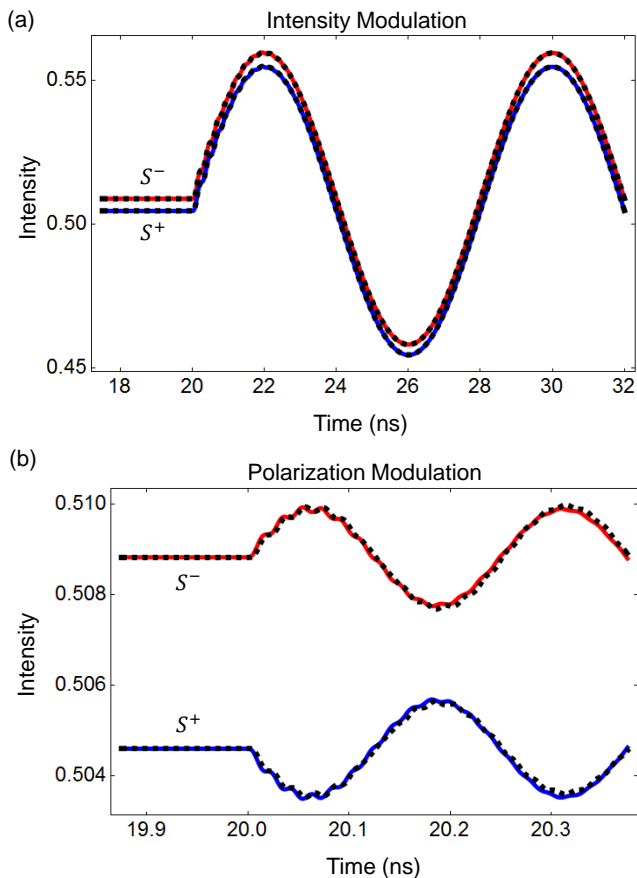 (a)
Intensity Modulation
0.55
0.50
0.45
Intensity
S⁻
S⁺
18 20 22 24 26 28 30 32
Time (ns)
(b)
Polarization Modulation
0.510
0.508
0.506
0.504
Intensity
S⁻
S⁺
19.9 20.0 20.1 20.2 20.3
Time (ns)